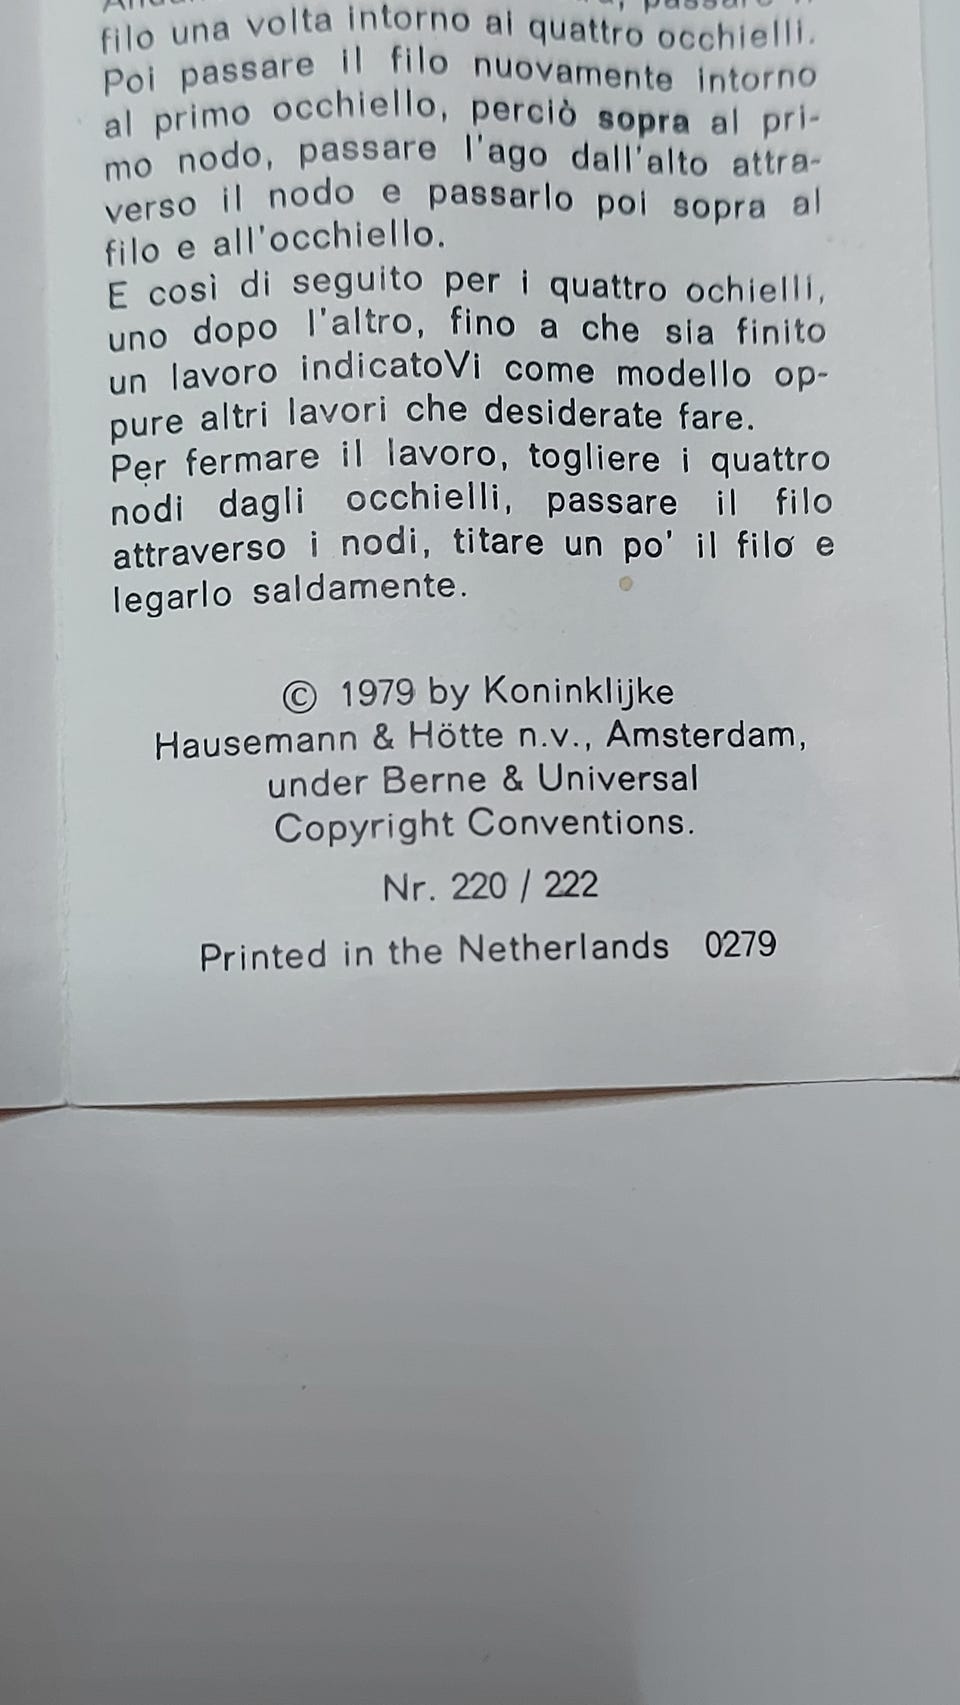 filo una volta intorno ai quattro occhielli.
Poi passare il filo nuovamente intorno
al primo occhiello, perciò sopra al pri-
mo nodo, passare l'ago dall'alto attra-
verso il nodo e passarlo poi sopra al
filo e all'occhiello.
E così di seguito per i quattro ochielli,
uno dopo l'altro, fino a che sia finito
un lavoro indicatoVi come modello op-
pure altri lavori che desiderate fare.
Per fermare il lavoro, togliere i quattro
nodi dagli occhielli, passare il filo
attraverso i nodi, titare un po' il filo e
legarlo saldamente.
© 1979 by Koninklijke
Hausemann & Hötte n.v., Amsterdam,
under Berne & Universal
Copyright Conventions.
Nr. 220 / 222
Printed in the Netherlands 0279